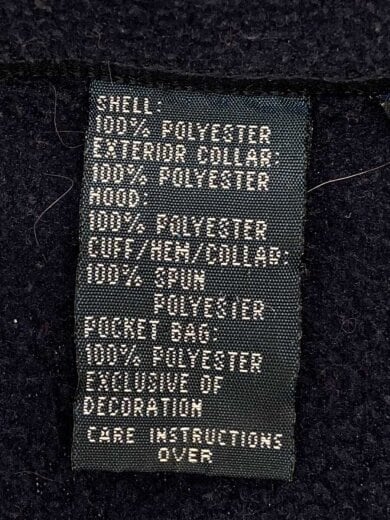 SHELL:
100% POLYESTER
EXTERIOR COLLAR:
100% POLYESTER
HOOD:
100% POLYESTER
CUFF/HEM/COLLAR:
100% SPUN
POLYESTER
POCKET BAG:
100% POLYESTER
EXCLUSIVE OF
DECORATION
CARE INSTRUCTIONS
OVER